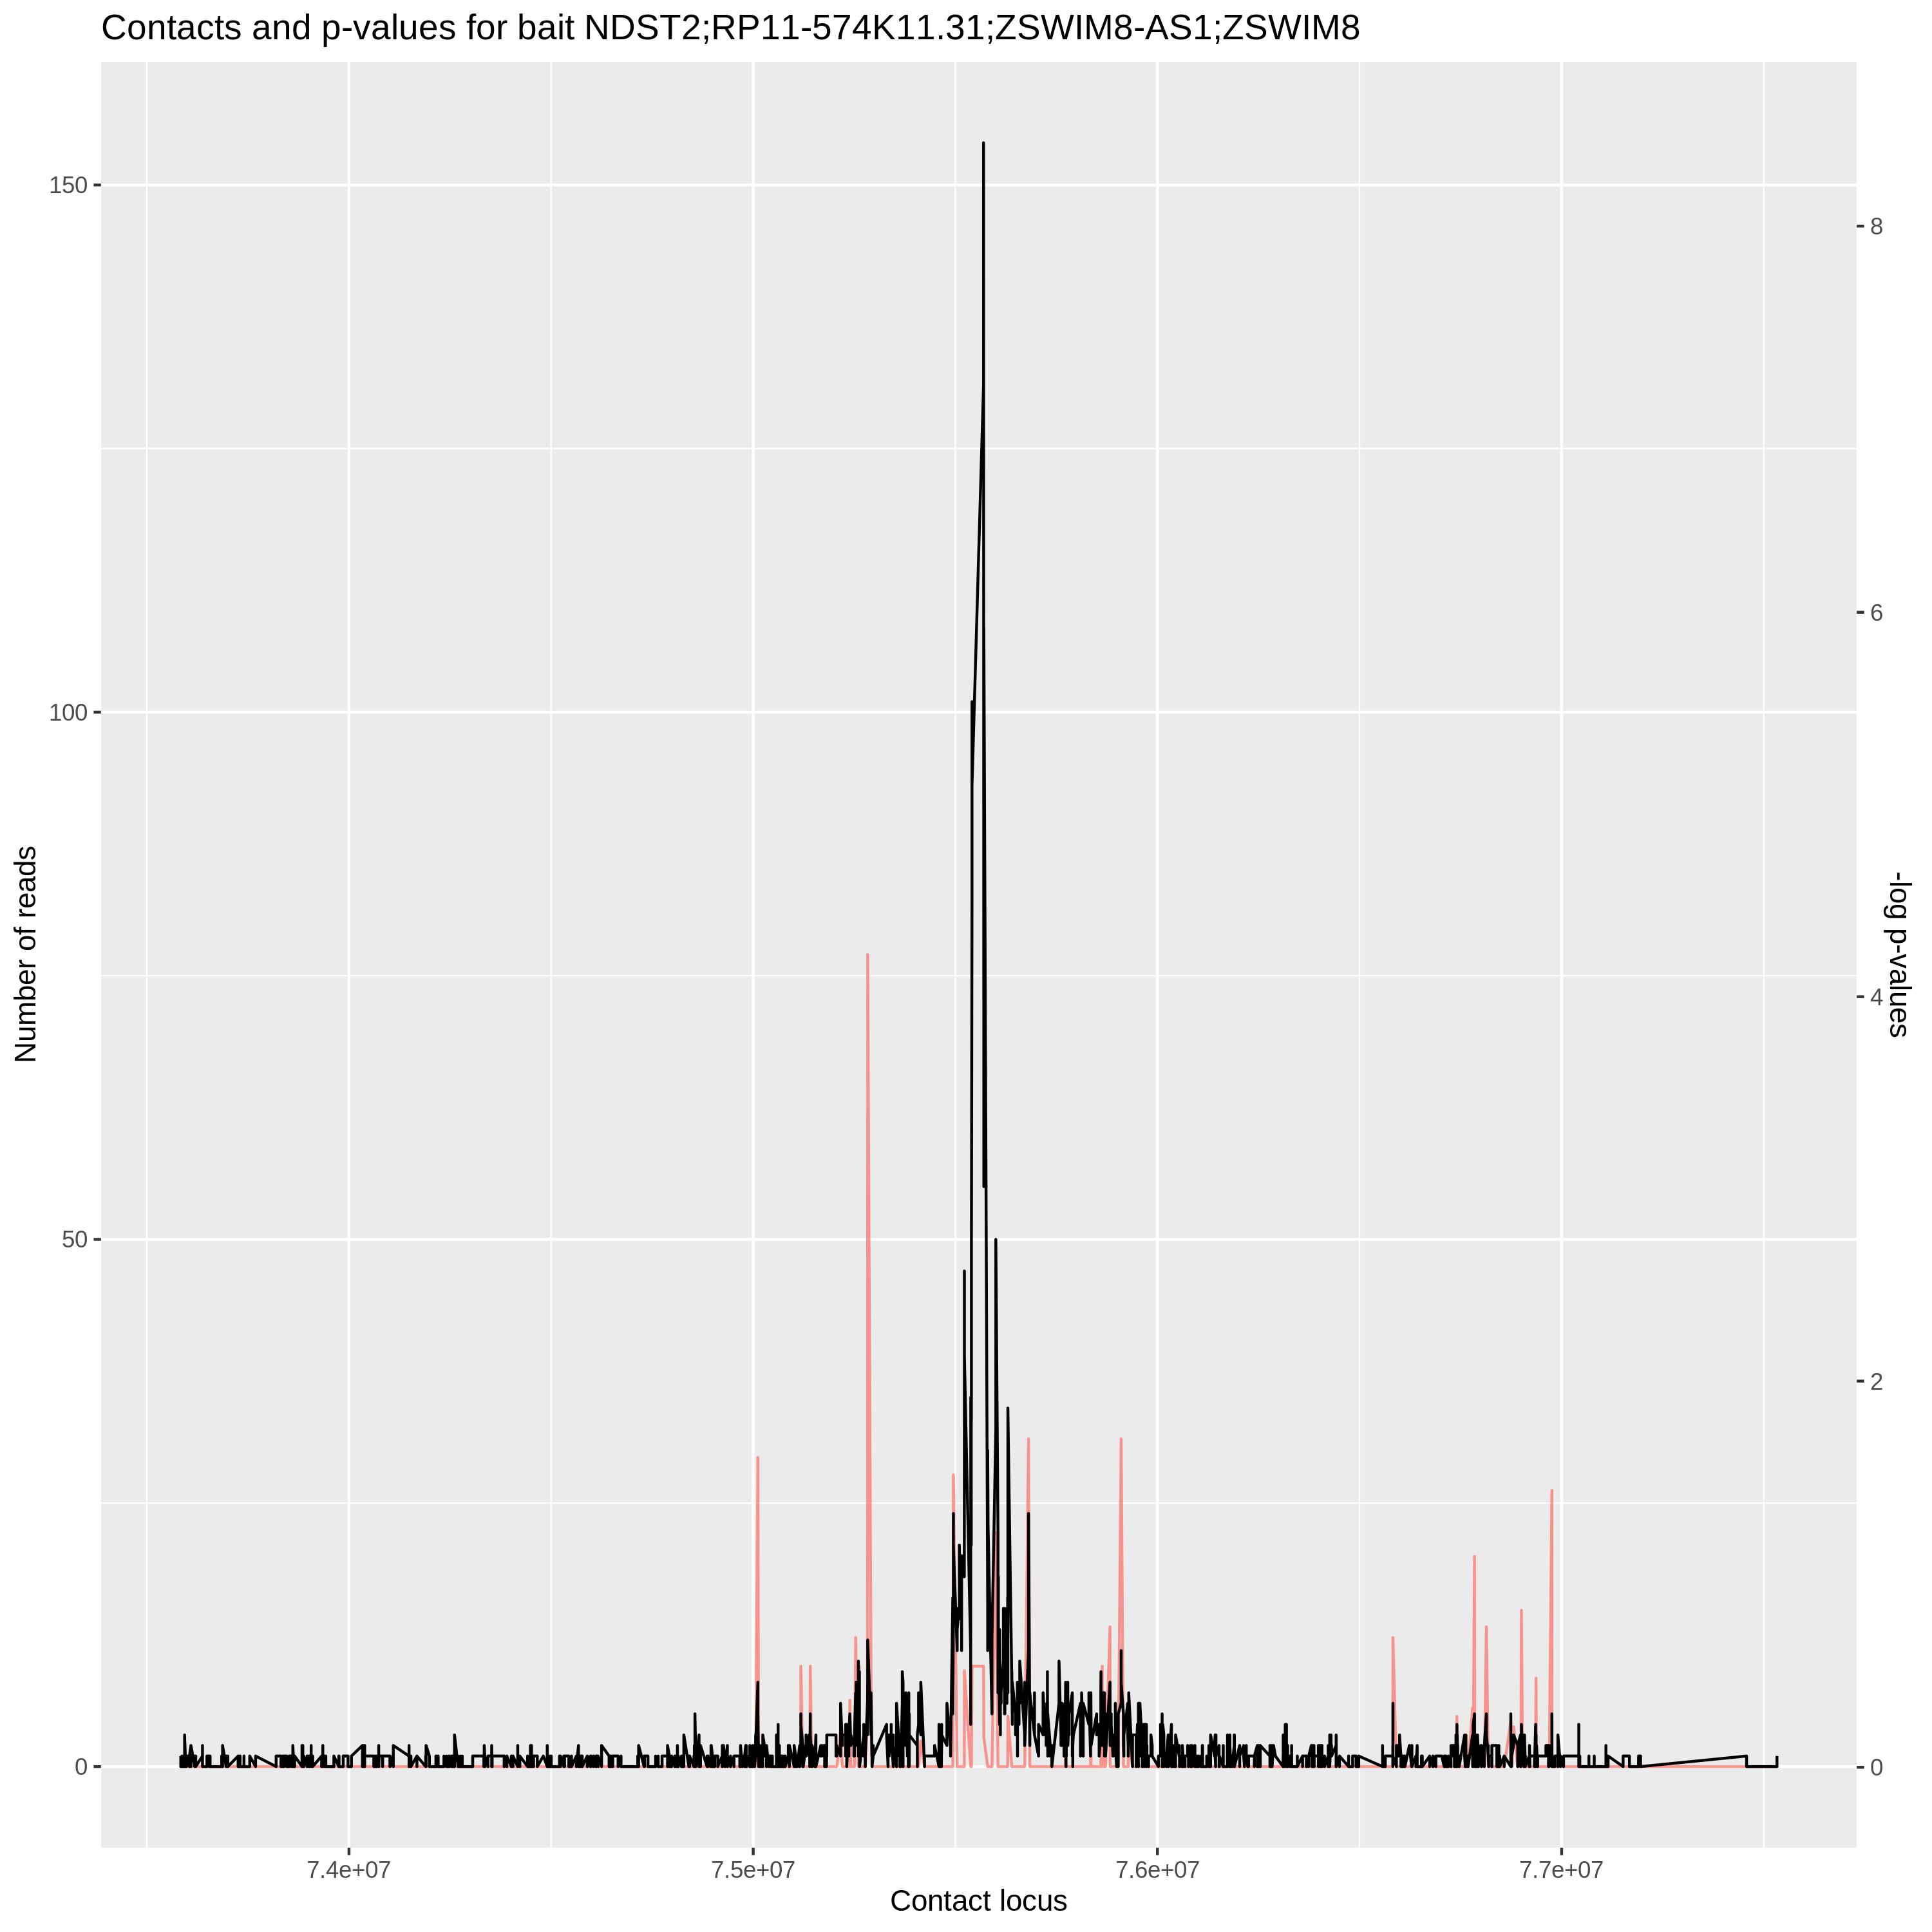 Contacts and p-values for bait NDST2;RP11-574K11.31;ZSWIM8-AS1;ZSWIM8
Number of reads
150
100
50
0
8
6
4
2
0
-log p-values
7.4e+07
7.5e+07
7.6e+07
7.7e+07
Contact locus